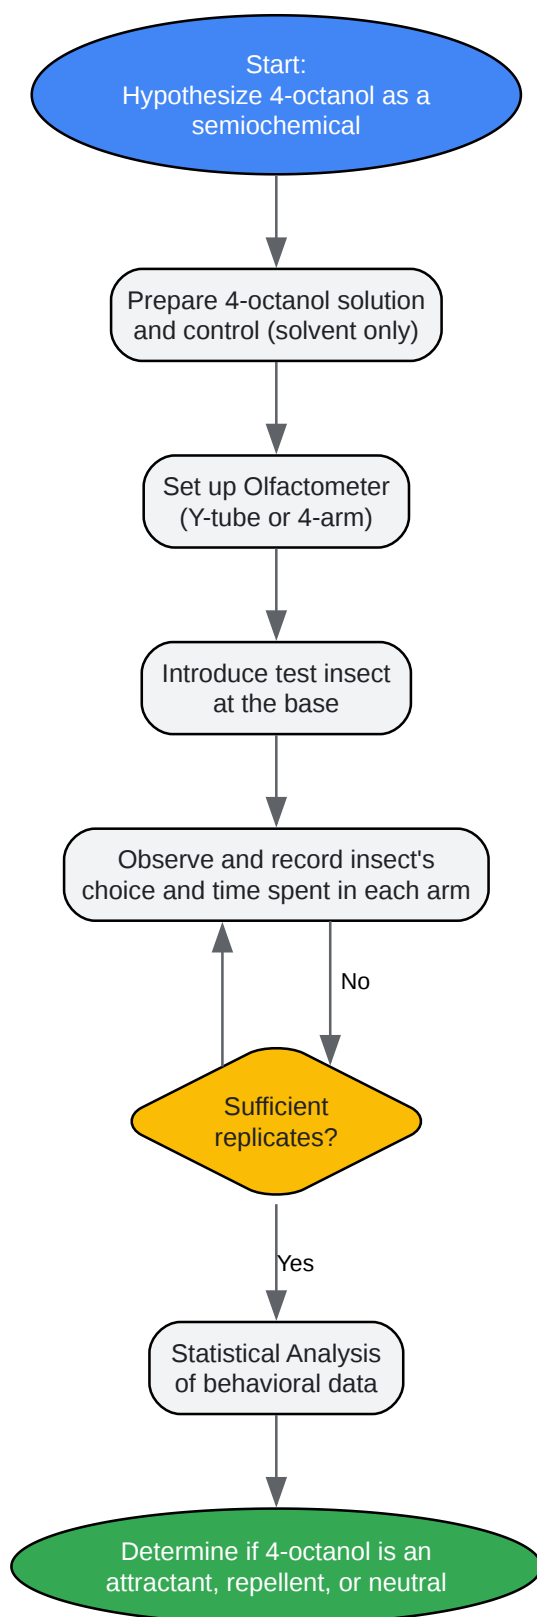 Start:
Hypothesize 4-octanol as a
semiochemical
Prepare 4-octanol solution
and control (solvent only)
Set up Olfactometer
(Y-tube or 4-arm)
Introduce test insect
at the base
Observe and record insect's
choice and time spent in each arm
No
Sufficient
replicates?
Yes
Statistical Analysis
of behavioral data
Determine if 4-octanol is an
attractant, repellent, or neutral